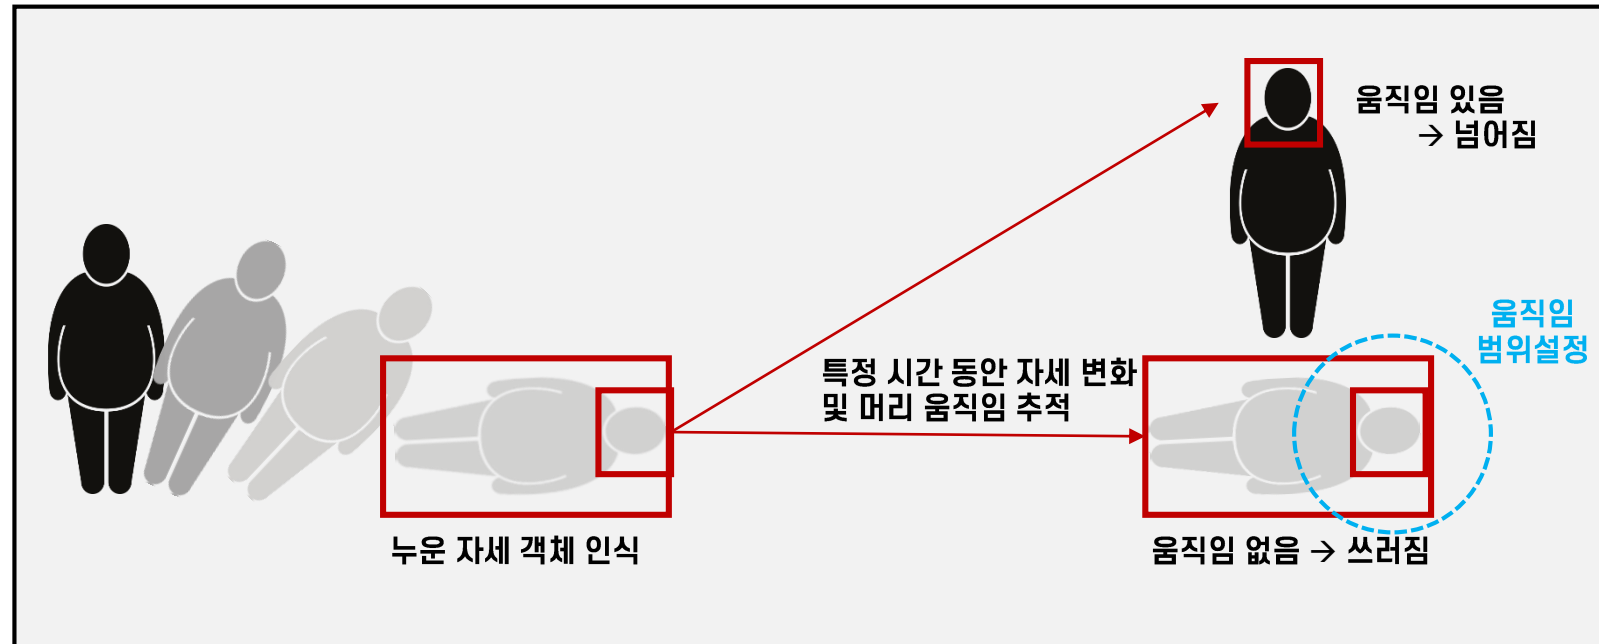 움직임 있음
→ 넘어짐
움직임
범위설정
특정 시간 동안 자세 변화
및 머리 움직임 추적
누운 자세 객체 인식
움직임 없음 → 쓰러짐